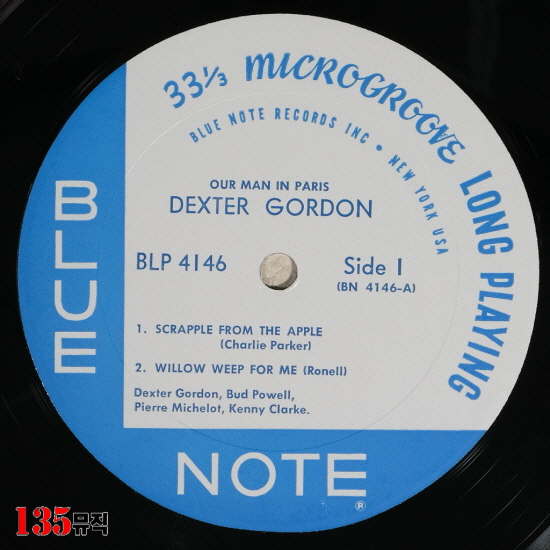 33⅓ MICROGROOVE LONG PLAYING
BLUE NOTE RECORDS INC • NEW YORK USA
OUR MAN IN PARIS
DEXTER GORDON
BLP 4146
Side 1
(BN 4146-A)
1. SCRAPPLE FROM THE APPLE
(Charlie Parker)
2. WILLOW WEEP FOR ME (Ronell)
Dexter Gordon, Bud Powell,
Pierre Michelot, Kenny Clarke.
BLUE
NOTE
®
135뮤직